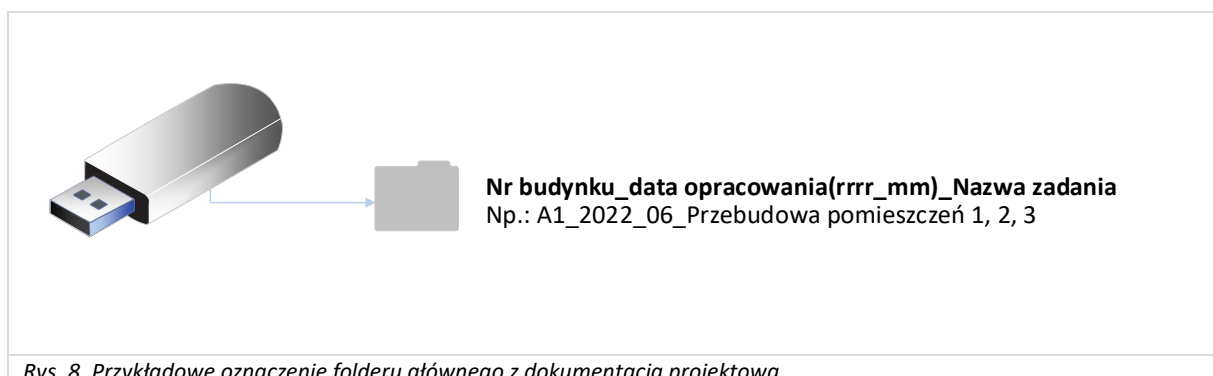 Nr budynku_data opracowania(rrrr_mm)_Nazwa zadania
Np.: A1_2022_06_Przebudowa pomieszczeń 1, 2, 3
Rys. 8. Przykładowe oznaczenie folderu głównego z dokumentacją projektową